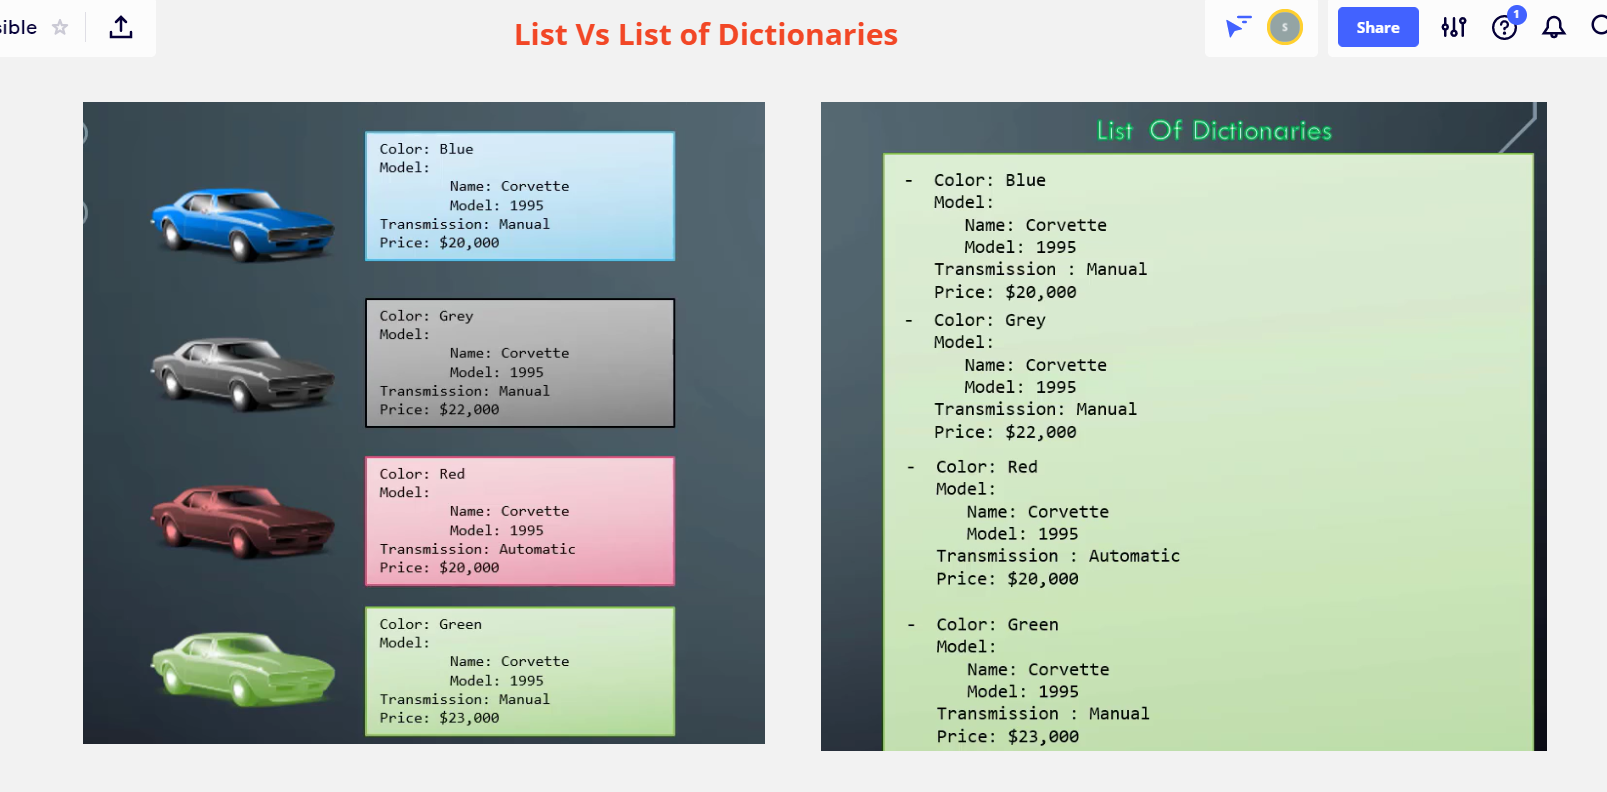 sible
List Vs List of Dictionaries
S
Share
1
Color: Blue
Model:
Name: Corvette
Model: 1995
Transmission: Manual
Price: $20,000
Color: Grey
Model:
Name: Corvette
Model: 1995
Transmission: Manual
Price: $22,000
Color: Red
Model:
Name: Corvette
Model: 1995
Transmission: Automatic
Price: $20,000
Color: Green
Model:
Name: Corvette
Model: 1995
Transmission: Manual
Price: $23,000
List Of Dictionaries
- Color: Blue
Model:
Name: Corvette
Model: 1995
Transmission : Manual
Price: $20,000
- Color: Grey
Model:
Name: Corvette
Model: 1995
Transmission: Manual
Price: $22,000
- Color: Red
Model:
Name: Corvette
Model: 1995
Transmission : Automatic
Price: $20,000
- Color: Green
Model:
Name: Corvette
Model: 1995
Transmission : Manual
Price: $23,000